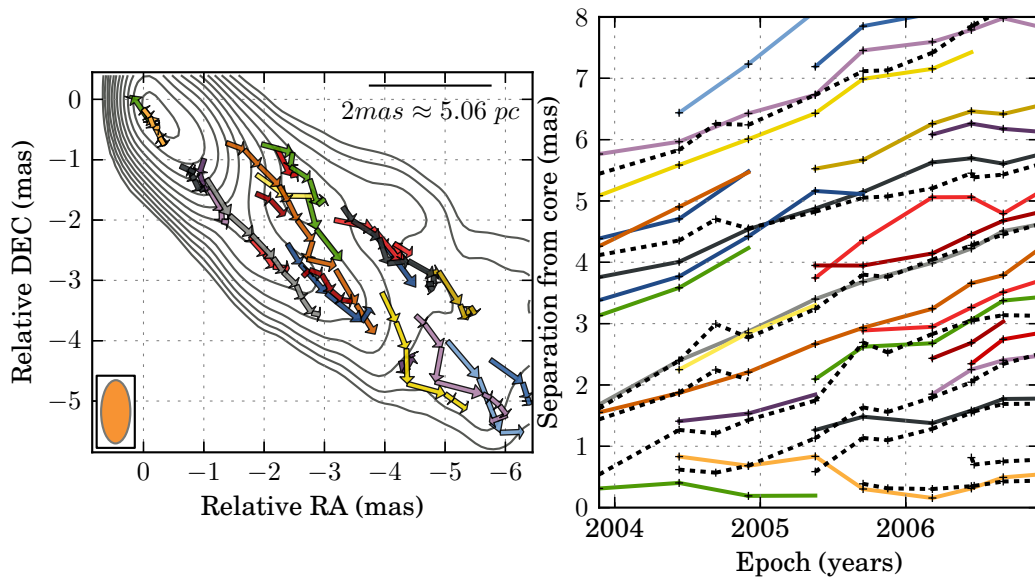 0
−1
−2
−3
−4
−5
Relative DEC (mas)
2mas ≈ 5.06 pc
0 −1 −2 −3 −4 −5 −6
Relative RA (mas)
8
7
6
5
4
3
2
1
0
Separation from core (mas)
2004 2005 2006
Epoch (years)